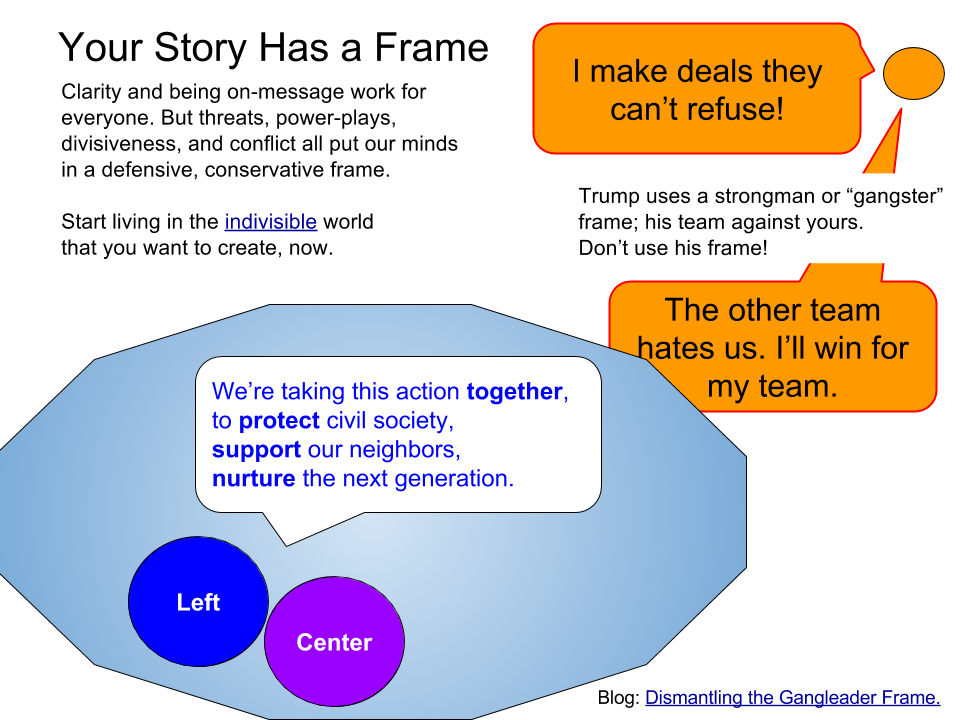 Your Story Has a Frame
Clarity and being on-message work for
everyone. But threats, power-plays,
divisiveness, and conflict all put our minds
in a defensive, conservative frame.
Start living in the indivisible world
that you want to create, now.
I make deals they
can’t refuse!
Trump uses a strongman or “gangster”
frame; his team against yours.
Don’t use his frame!
The other team
hates us. I’ll win for
my team.
We’re taking this action together,
to protect civil society,
support our neighbors,
nurture the next generation.
Left
Center
Blog: Dismantling the Gangleader Frame.